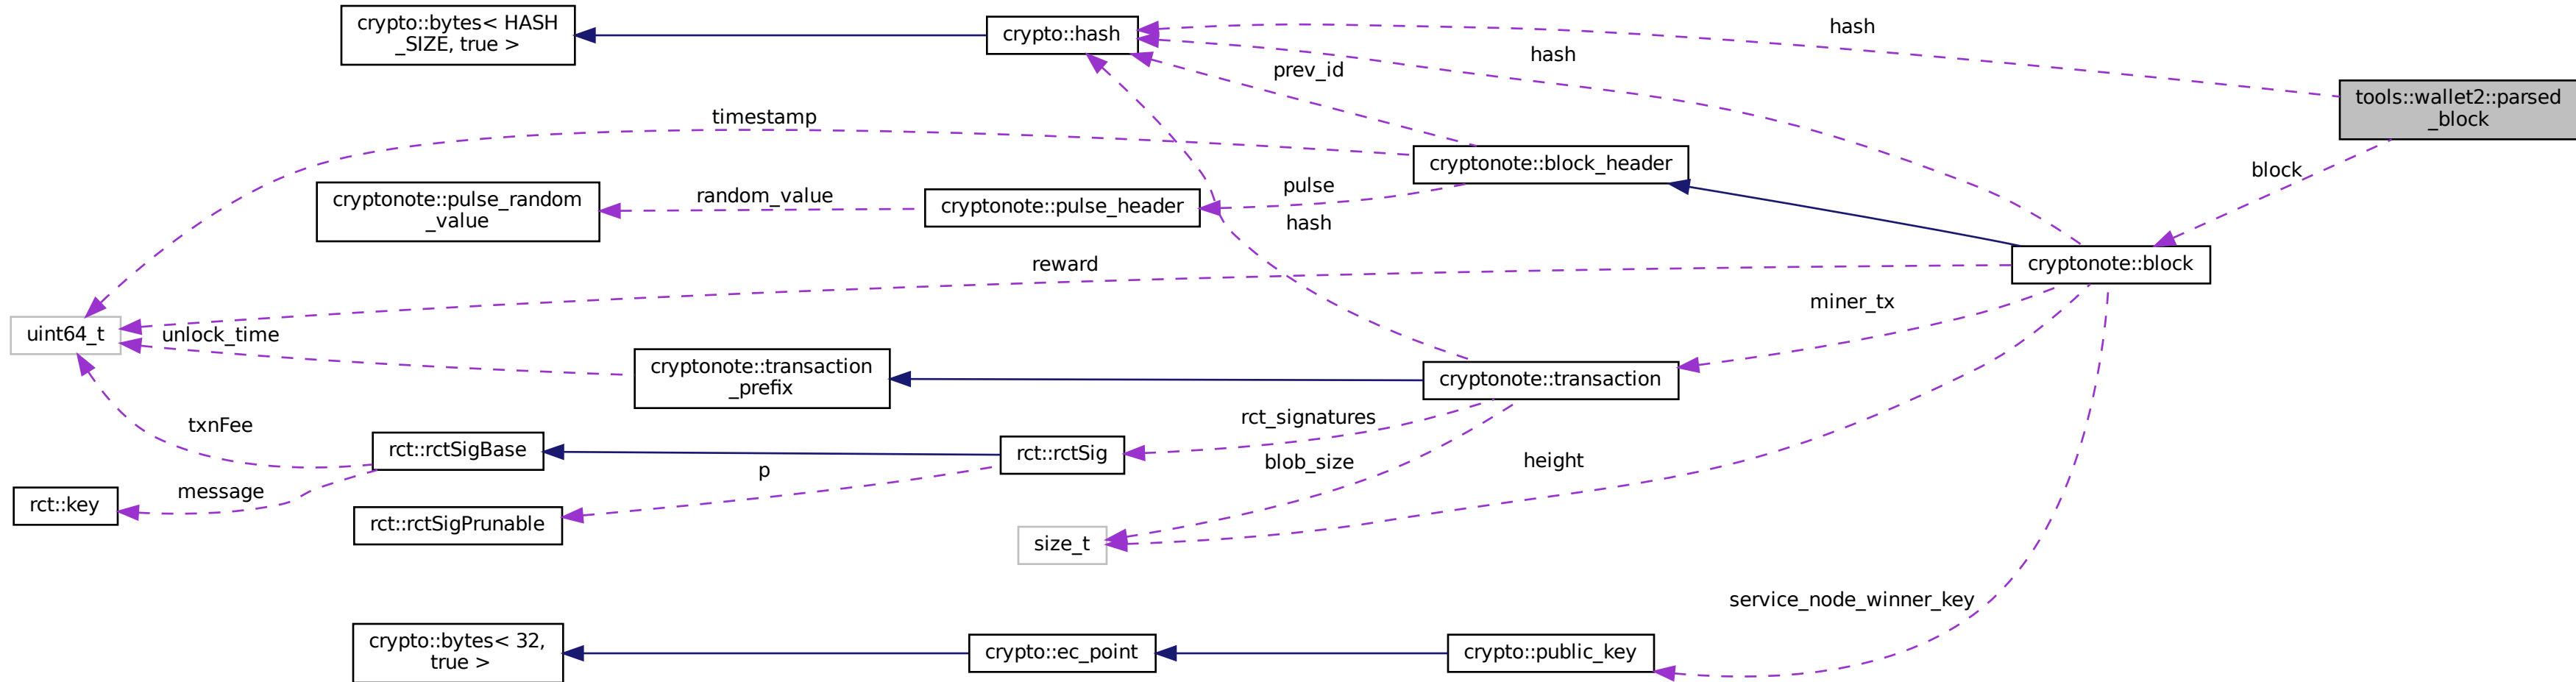 crypto::bytes< HASH
_SIZE, true >
crypto::hash
hash
hash
prev_id
tools::wallet2::parsed
_block
timestamp
cryptonote::block_header
block
cryptonote::pulse_random
_value
random_value
cryptonote::pulse_header
pulse
hash
reward
cryptonote::block
miner_tx
uint64_t
unlock_time
cryptonote::transaction
_prefix
cryptonote::transaction
rct_signatures
txnFee
rct::rctSigBase
rct::rctSig
blob_size
height
p
message
rct::key
rct::rctSigPrunable
size_t
service_node_winner_key
crypto::bytes< 32,
true >
crypto::ec_point
crypto::public_key